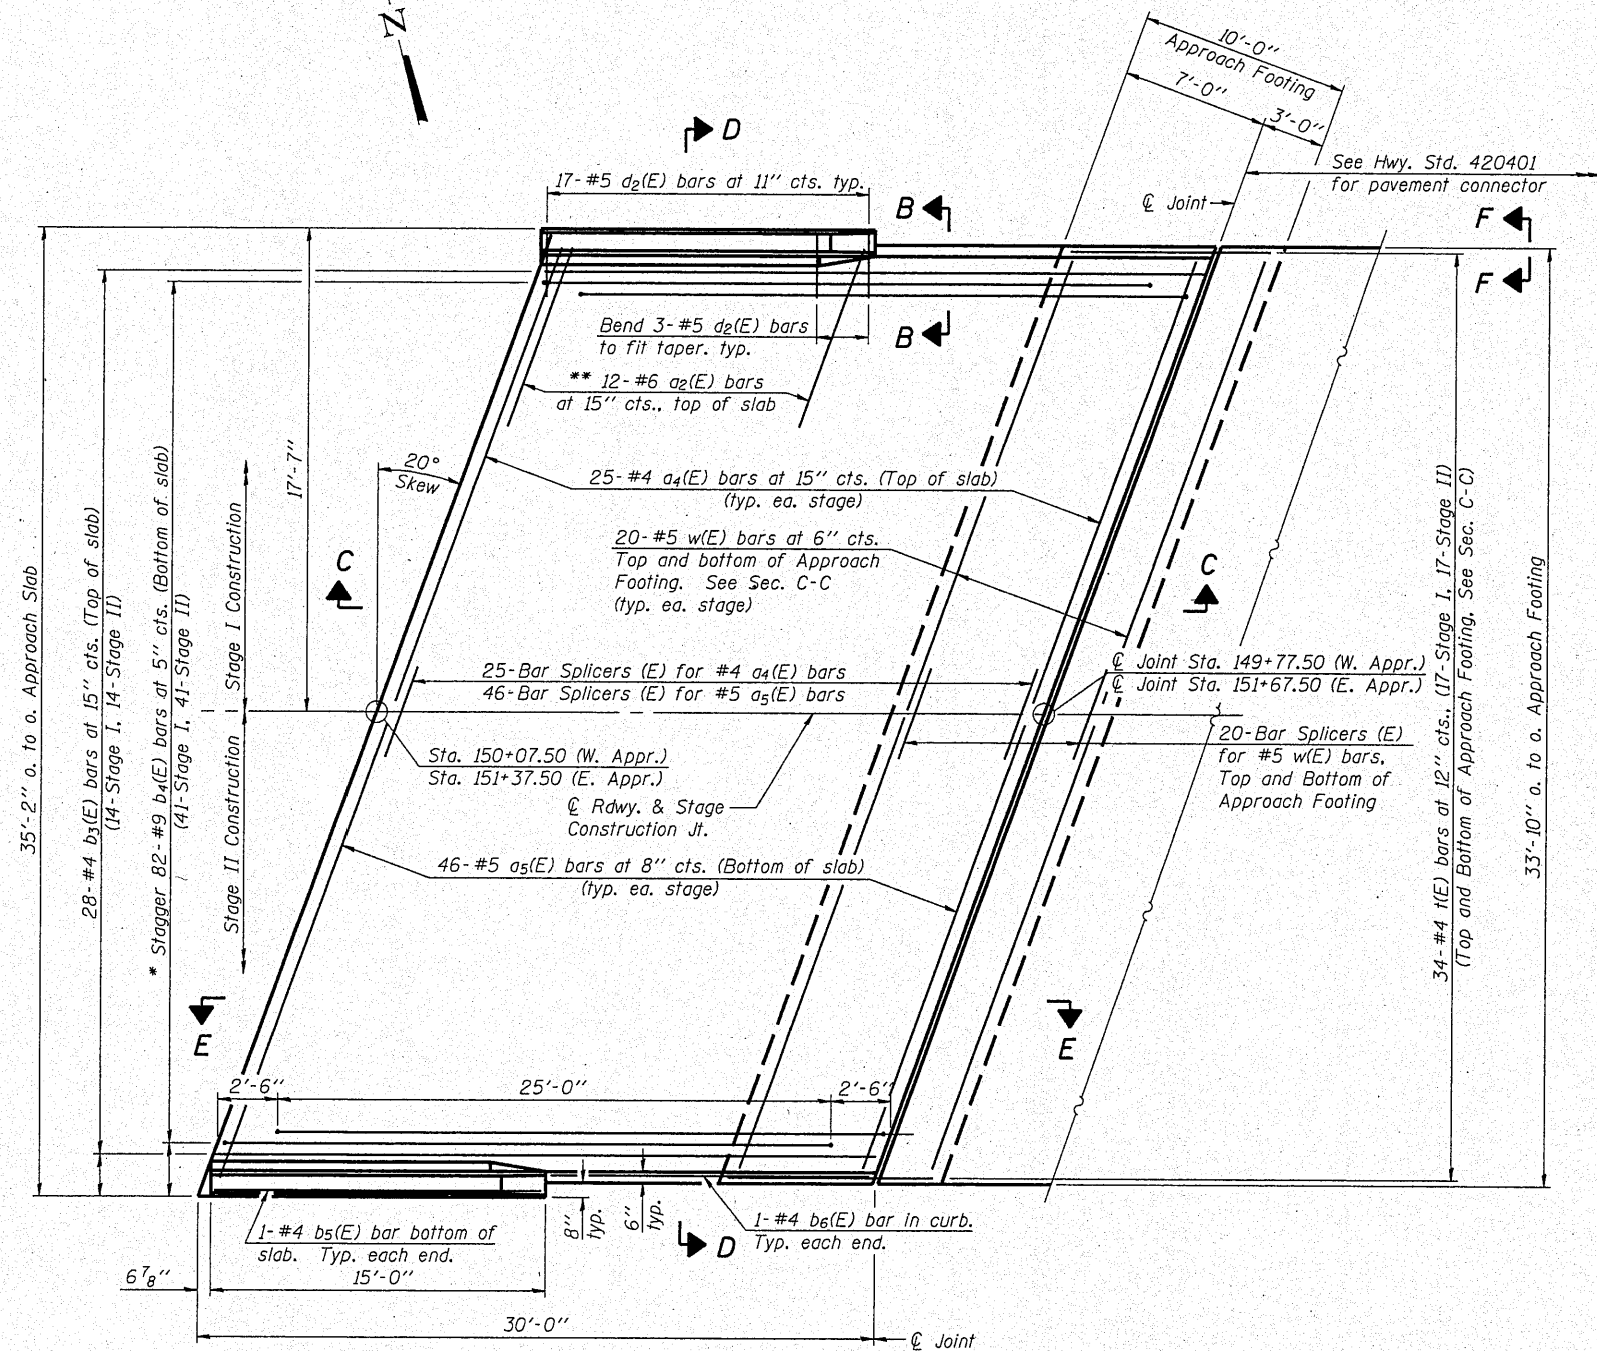 N
10'-0"
Approach Footing
7'-0"
3'-0"
D
See Hwy. Std. 420401
for pavement connector
17-#5 d2(E) bars at 11" cts. typ.
B
℄ Joint
F
F
Bend 3-#5 d2(E) bars
to fit taper. typ.
B
** 12-#6 a2(E) bars
at 15" cts., top of slab
17'-7"
20°
Skew
25-#4 a4(E) bars at 15" cts. (Top of slab)
(typ. ea. stage)
20-#5 w(E) bars at 6" cts.
Top and bottom of Approach
Footing. See Sec. C-C
(typ. ea. stage)
C
C
35'-2" o. to o. Approach Slab
28-#4 b3(E) bars at 15" cts. (Top of slab)
(14-Stage I, 14-Stage II)
* Stagger 82-#9 b4(E) bars at 5" cts. (Bottom of slab)
(41-Stage I, 41-Stage II)
Stage I Construction
Stage II Construction
25-Bar Splicers (E) for #4 a4(E) bars
46-Bar Splicers (E) for #5 a5(E) bars
℄ Joint Sta. 149+77.50 (W. Appr.)
℄ Joint Sta. 151+67.50 (E. Appr.)
Sta. 150+07.50 (W. Appr.)
Sta. 151+37.50 (E. Appr.)
℄ Rdwy. & Stage
Construction Jt.
20-Bar Splicers (E)
for #5 w(E) bars,
Top and Bottom of
Approach Footing
34-#4 t(E) bars at 12" cts., (17-Stage I, 17-Stage II)
(Top and Bottom of Approach Footing, See Sec. C-C)
33'-10" o. to o. Approach Footing
46-#5 a5(E) bars at 8" cts. (Bottom of slab)
(typ. ea. stage)
E
E
2'-6"
25'-0"
2'-6"
1-#4 b5(E) bar bottom of
slab. Typ. each end.
8"
typ.
6"
typ.
D
1-#4 b6(E) bar in curb.
Typ. each end.
6 7/8"
15'-0"
30'-0"
℄ Joint